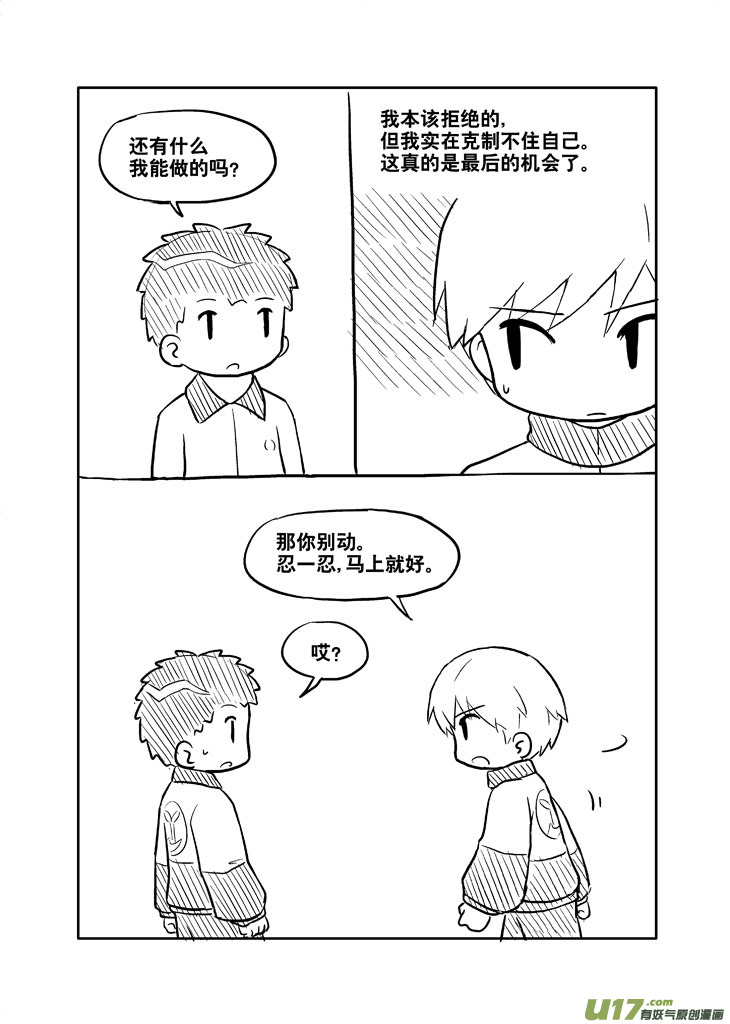 还有什么
我能做的吗?
我本该拒绝的,
但我实在克制不住自己。
这真的是最后的机会了。
那你别动。
忍一忍,马上就好。
哎?
U17.com
有妖气原创漫画